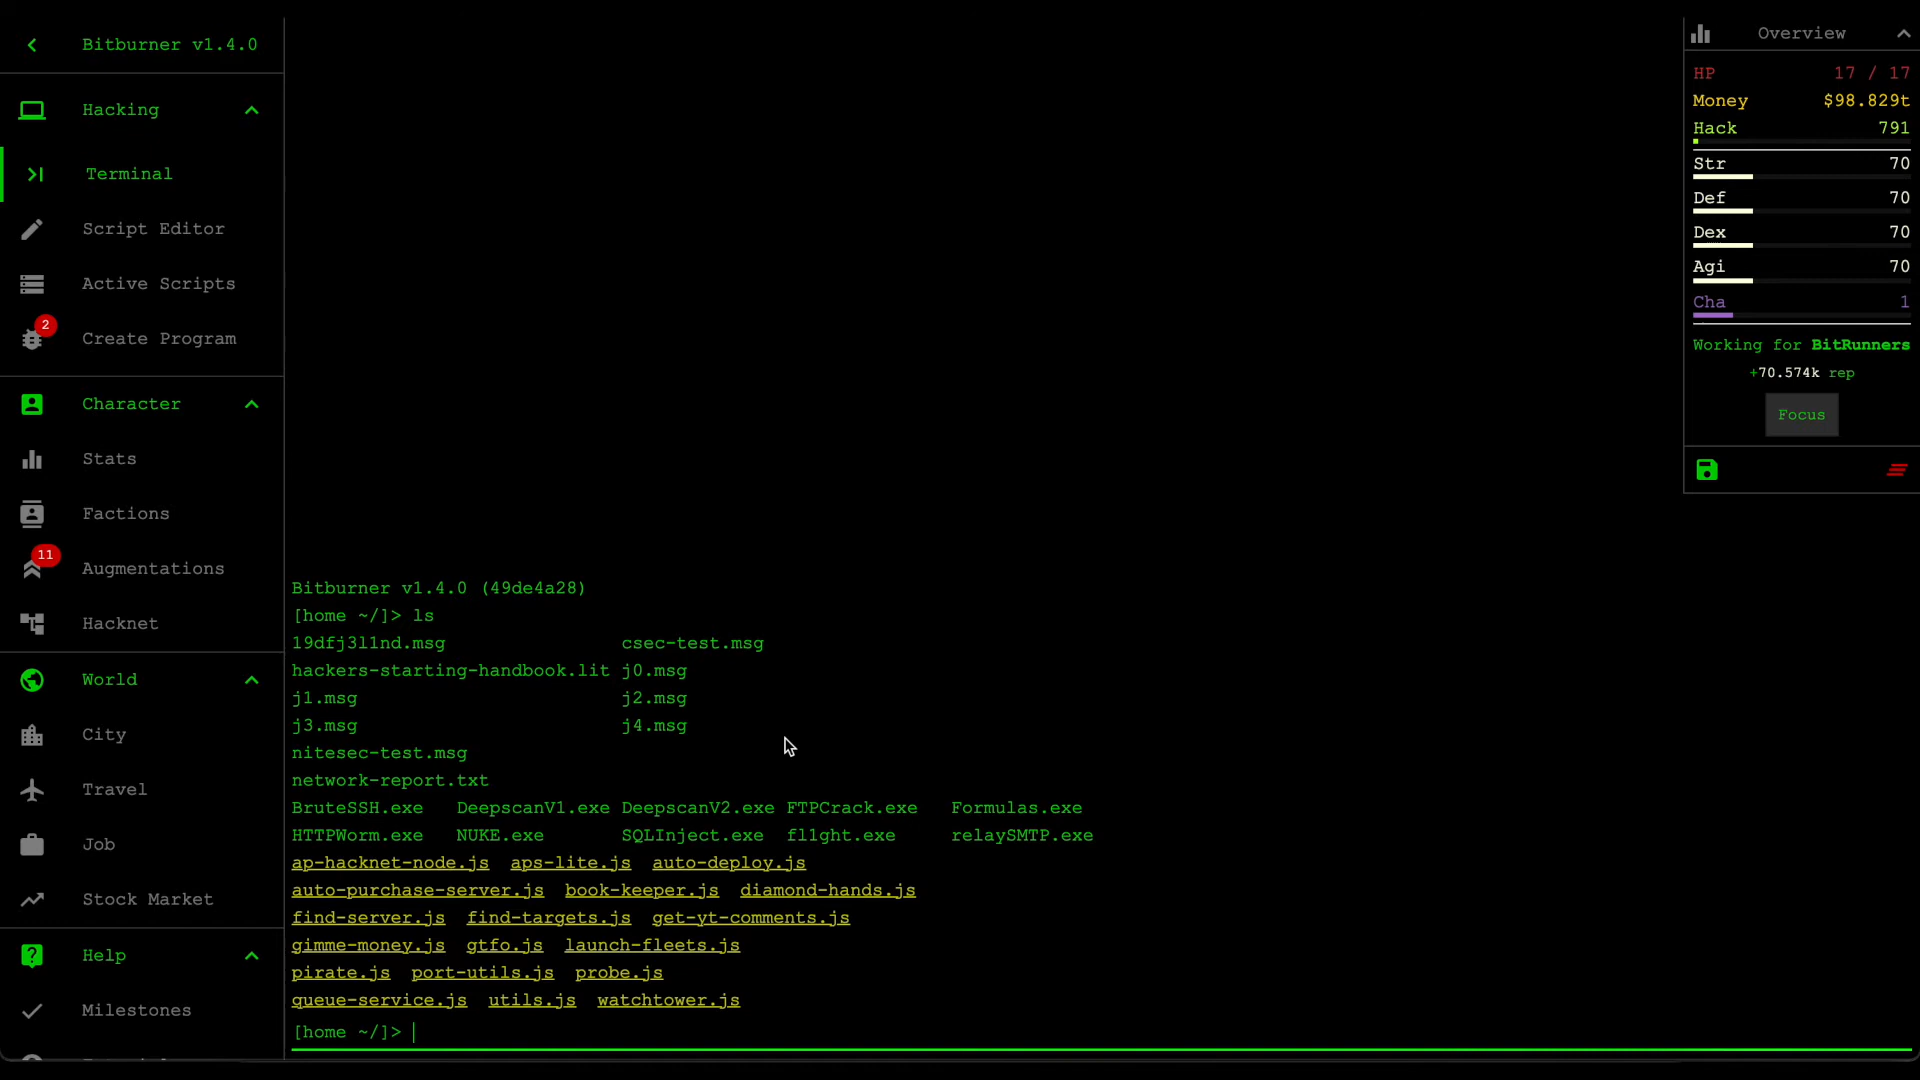 Bitburner v1.4.0
Hacking
Terminal
Script Editor
Active Scripts
2
Create Program
Character
Stats
Factions
11
Augmentations
Hacknet
World
City
Travel
Job
Stock Market
Help
Milestones
Bitburner v1.4.0 (49de4a28)
[home ~/]> ls
19dfj3l1nd.msg csec-test.msg
hackers-starting-handbook.lit j0.msg
j1.msg j2.msg
j3.msg j4.msg
nitesec-test.msg
network-report.txt
BruteSSH.exe DeepscanV1.exe DeepscanV2.exe FTPCrack.exe Formulas.exe
HTTPWorm.exe NUKE.exe SQLInject.exe fl1ght.exe relaySMTP.exe
ap-hacknet-node.js aps-lite.js auto-deploy.js
auto-purchase-server.js book-keeper.js diamond-hands.js
find-server.js find-targets.js get-yt-comments.js
gimme-money.js gtfo.js launch-fleets.js
pirate.js port-utils.js probe.js
queue-service.js utils.js watchtower.js
[home ~/]>
Overview
HP 17 / 17
Money $98.829t
Hack 791
Str 70
Def 70
Dex 70
Agi 70
Cha 1
Working for BitRunners
+70.574k rep
Focus